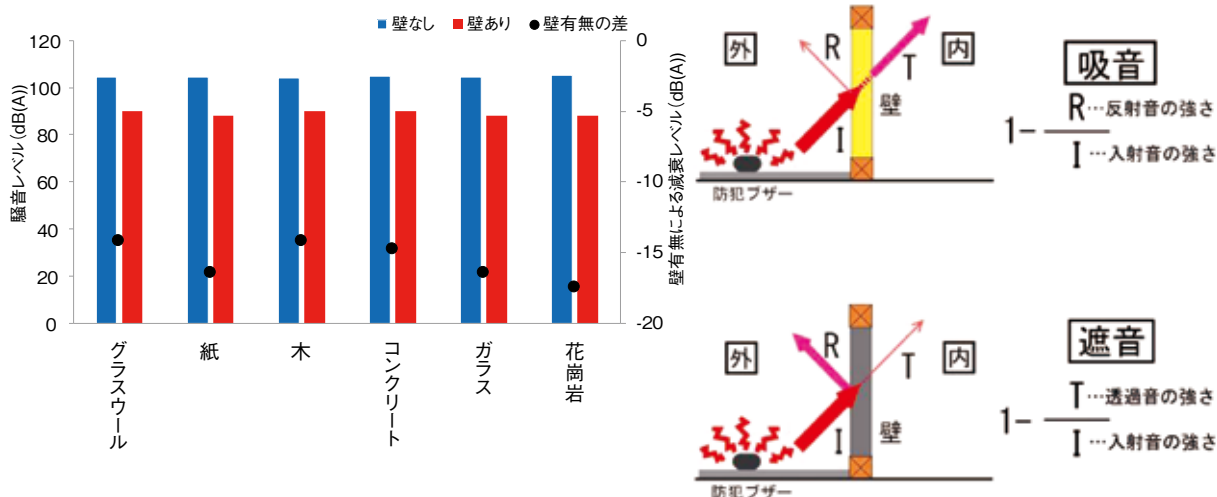 壁なし 壁あり 壁有無の差
騒音レベル(dB(A))
120
100
80
60
40
20
0
0
-5
-10
-15
-20
壁有無による減衰レベル(dB(A))
グラスウール
紙
木
コンクリート
ガラス
花崗岩
外
R
T
内
I
壁
防犯ブザー
吸音
1-
R…反射音の強さ
I…入射音の強さ
外
R
T
内
I
壁
防犯ブザー
遮音
1-
T…透過音の強さ
I…入射音の強さ